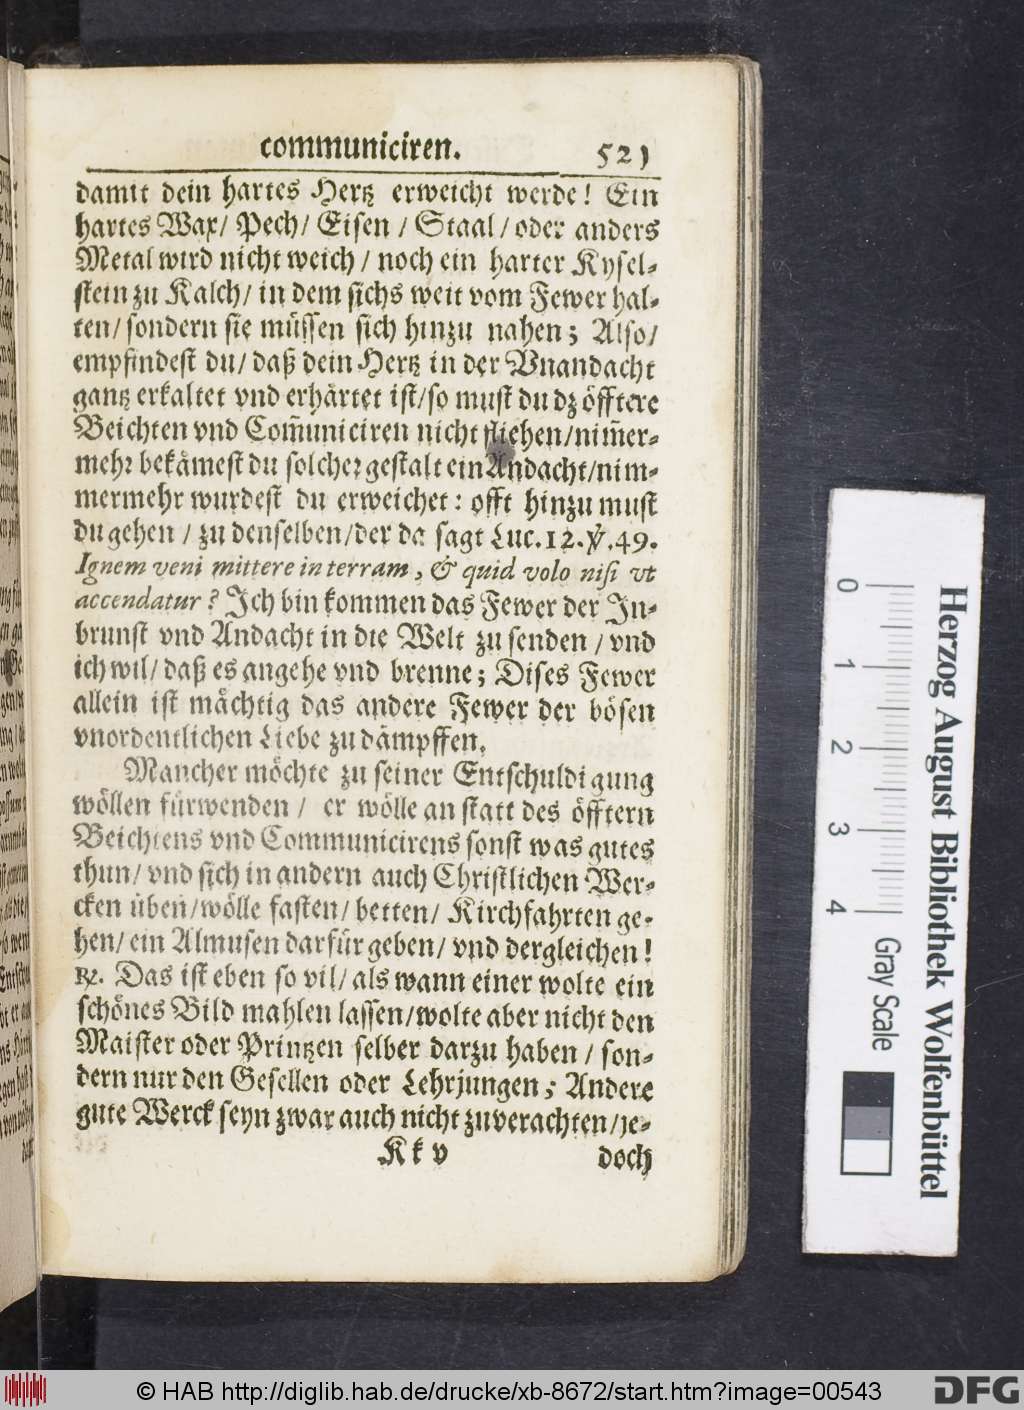 communiciren. 521
damit dein hartes Hertz erweicht werde! Ein
hartes Wax/ Pech/ Eisen / Staal / oder anders
Metal wird nicht weich / noch ein harter Kysel-
stein zu Kalch/ in dem sichs weit vom Fewer hal-
ten/ sondern sie müssen sich hinzu nahen; Also/
empfindest du/ daß dein Hertz in der Vnandacht
gantz erkaltet vnd erhärtet ist/so must du dz öfftere
Beichten vnd Com̃uniciren nicht fliehen/nim̃er-
mehr bekämest du solcher gestalt ein Andacht/nim-
mermehr wurdest du erweichet: offt hinzu must
du gehen / zu denselben/der da sagt Luc.12.℣.49.
Ignem veni mittere in terram, & quid volo nisi vt
accendatur? Ich bin kommen das Fewer der In-
brunst vnd Andacht in die Welt zu senden / vnd
ich wil/ daß es angehe vnd brenne; Dises Fewer
allein ist mächtig das andere Fewer der bösen
vnordentlichen Liebe zu dämpffen.
Mancher möchte zu seiner Entschuldigung
wöllen fürwenden / er wölle an statt des öfftern
Beichtens vnd Communicirens sonst was gutes
thun/ vnd sich in andern auch Christlichen Wer-
cken üben/wölle fasten/ betten/ Kirchfahrten ge-
hen/ ein Almusen darfür geben/ vnd dergleichen!
ꝛc. Das ist eben so vil/ als wann einer wolte ein
schönes Bild mahlen lassen/wolte aber nicht den
Maister oder Printzen selber darzu haben / son-
dern nur den Gesellen oder Lehrjungen; Andere
gute Werck seyn zwar auch nicht zuverachten/je-
Kk v doch
Herzog August Bibliothek Wolfenbüttel
0 1 2 3 4
Gray Scale
© HAB http://diglib.hab.de/drucke/xb-8672/start.htm?image=00543
DFG